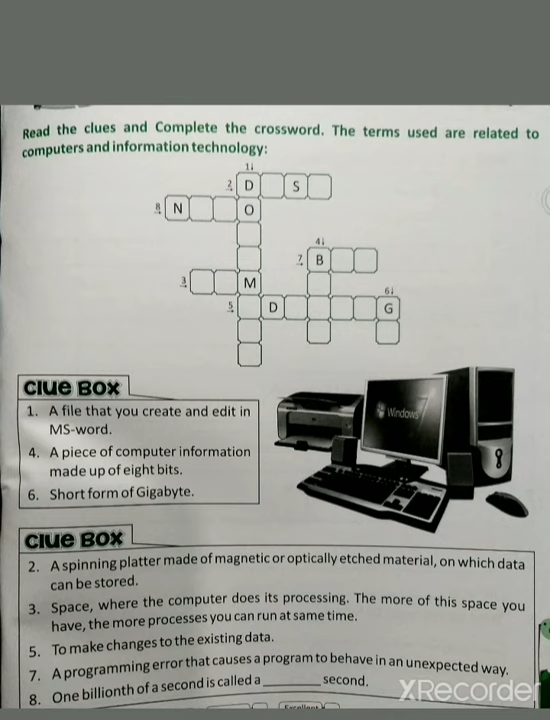 Read the clues and Complete the crossword. The terms used are related to
computers and information technology:
1↓
2 D S
8 N O
4↓
7 B
3 M
6↓
5 D G
Clue Box
1. A file that you create and edit in
MS-word.
4. A piece of computer information
made up of eight bits.
6. Short form of Gigabyte.
Windows 7
Clue Box
2. A spinning platter made of magnetic or optically etched material, on which data
can be stored.
3. Space, where the computer does its processing. The more of this space you
have, the more processes you can run at same time.
5. To make changes to the existing data.
7. A programming error that causes a program to behave in an unexpected way.
8. One billionth of a second is called a ________ second.
XRecorder
Excellent